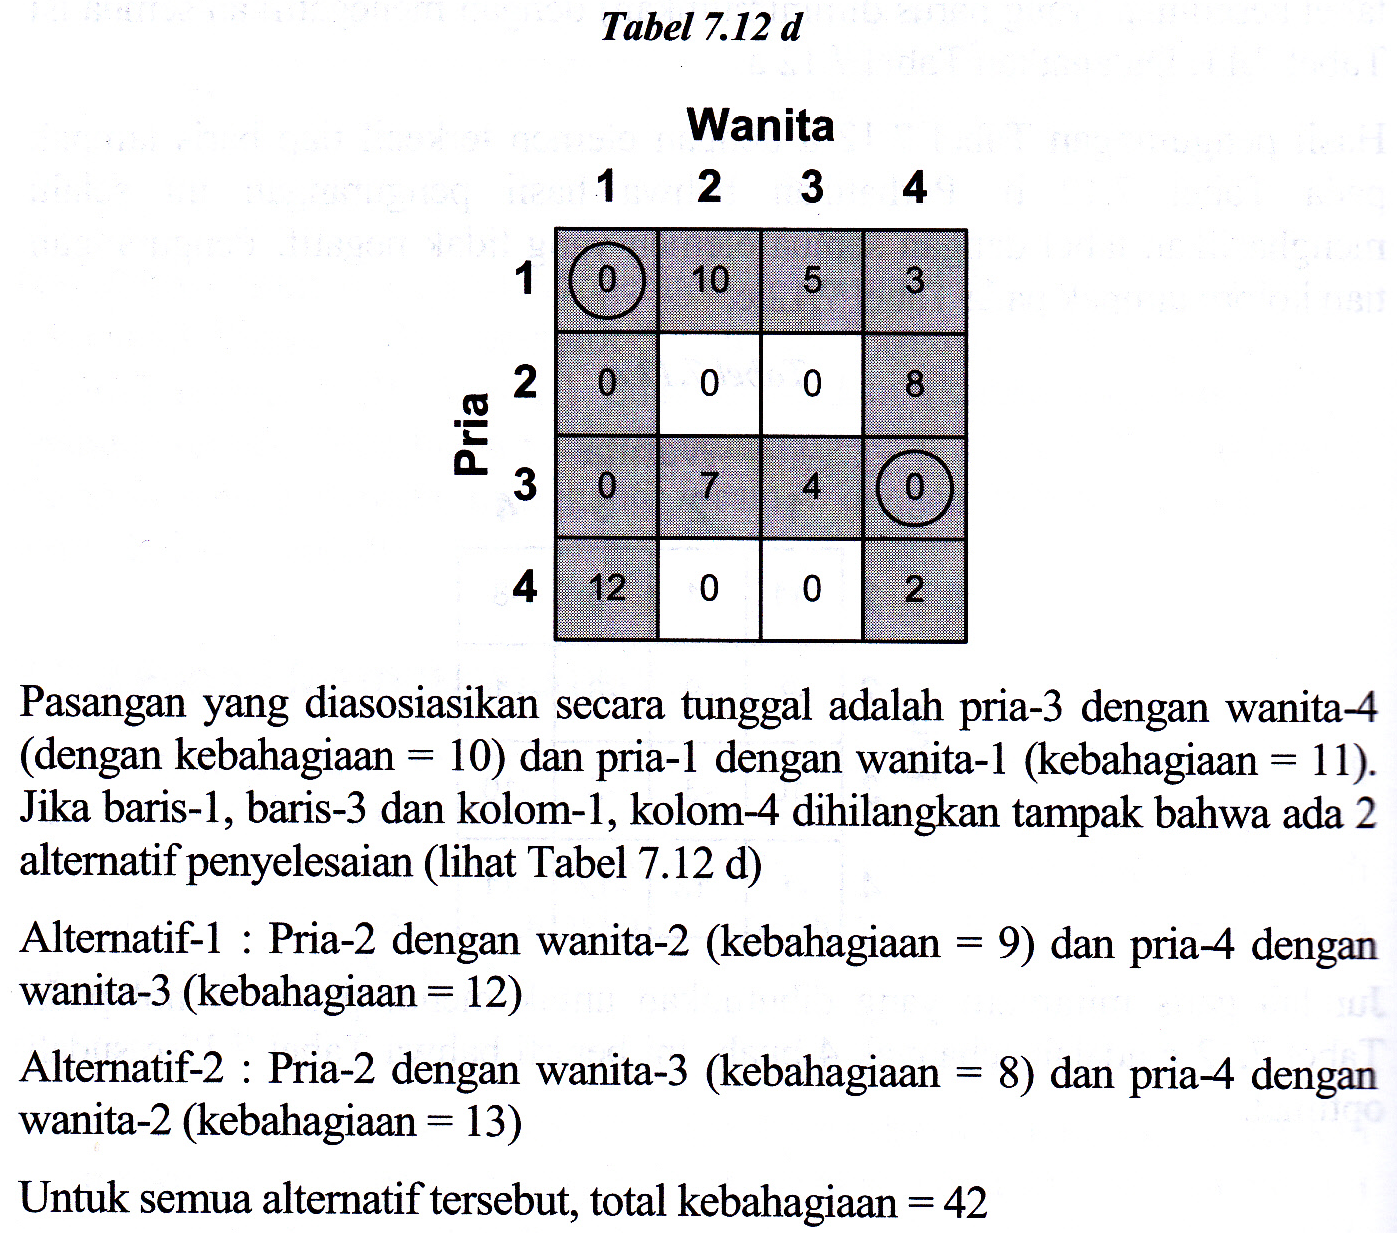 Tabel 7.12 d
Wanita
1 2 3 4
1 0 10 5 3
Pria
2 0 0 0 8
3 0 7 4 0
4 12 0 0 2
Pasangan yang diasosiasikan secara tunggal adalah pria-3 dengan wanita-4
(dengan kebahagiaan = 10) dan pria-1 dengan wanita-1 (kebahagiaan = 11).
Jika baris-1, baris-3 dan kolom-1, kolom-4 dihilangkan tampak bahwa ada 2
alternatif penyelesaian (lihat Tabel 7.12 d)
Alternatif-1 : Pria-2 dengan wanita-2 (kebahagiaan = 9) dan pria-4 dengan
wanita-3 (kebahagiaan = 12)
Alternatif-2 : Pria-2 dengan wanita-3 (kebahagiaan = 8) dan pria-4 dengan
wanita-2 (kebahagiaan = 13)
Untuk semua alternatif tersebut, total kebahagiaan = 42